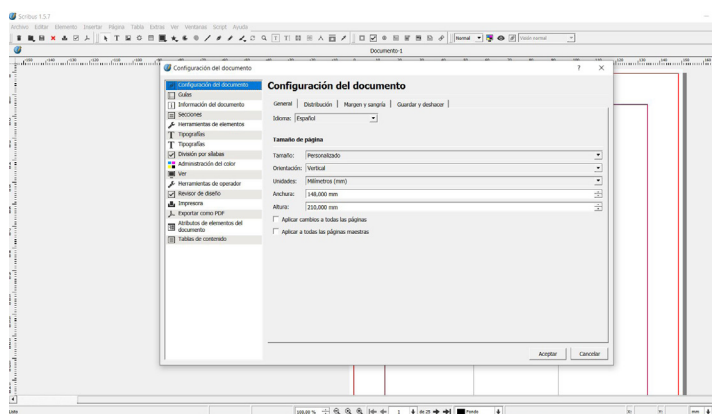 Scribus 1.5.7
Archivo Editar Elemento Insertar Página Tabla Extras Ver Ventanas Script Ayuda
Normal Visión normal
Documento-1
Configuración del documento ? ×
Configuración del documento
Guías
Información del documento
Secciones
Herramientas de elementos
Tipografías
Tipografías
División por sílabas
Administración del color
Ver
Herramientas de operador
Revisor de diseño
Impresora
Exportar como PDF
Atributos de elementos del
documento
Tablas de contenido
Configuración del documento
General Distribución Margen y sangría Guardar y deshacer
Idioma: Español
Tamaño de página
Tamaño: Personalizado
Orientación: Vertical
Unidades: Milímetros (mm)
Anchura: 148,000 mm
Altura: 210,000 mm
Aplicar cambios a todas las páginas
Aplicar a todas las páginas maestras
Aceptar Cancelar
Listo
100,00 % 1 de 25 Fondo X: Y: mm